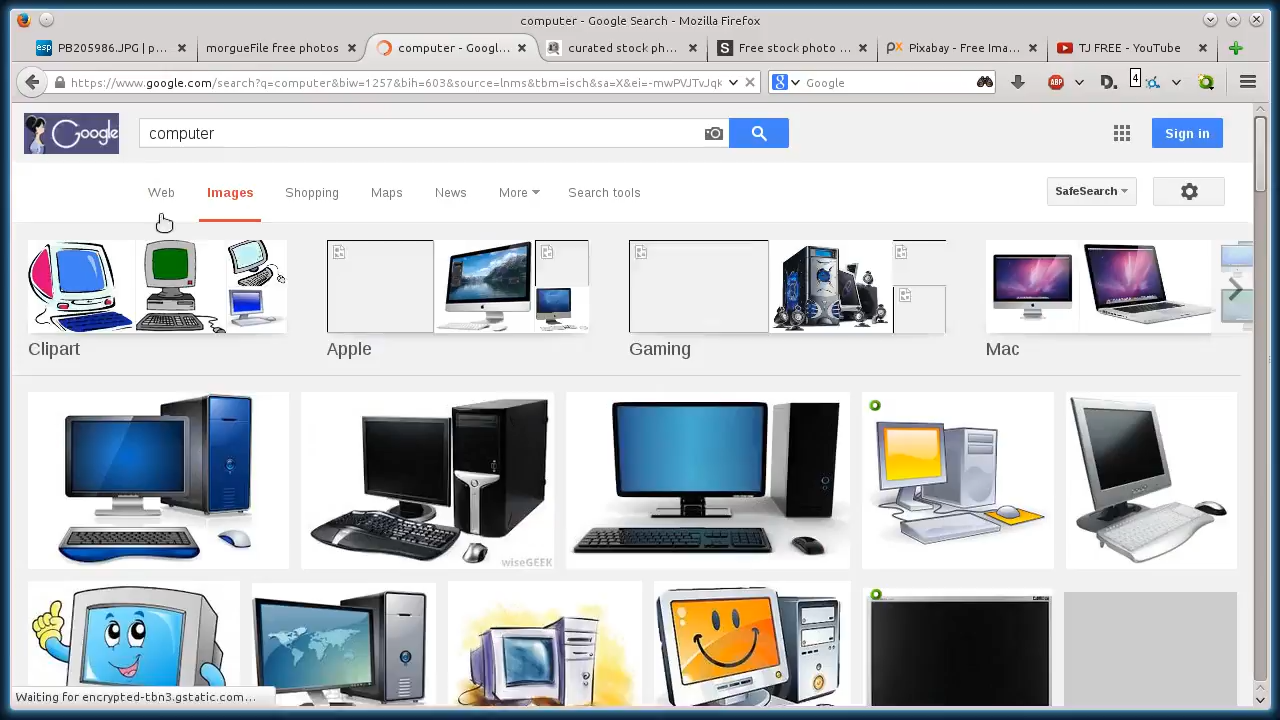 computer - Google Search - Mozilla Firefox
PB205986.JPG | p...
morgueFile free photos
computer - Googl...
curated stock ph...
Free stock photo ...
Pixabay - Free Ima...
TJ FREE - YouTube
https://www.google.com/search?q=computer&biw=1257&bih=603&source=lnms&tbm=isch&sa=X&ei=-mwPVJTvJqk
Google
ABP
D.
4
Google
computer
Sign in
Web
Images
Shopping
Maps
News
More
Search tools
SafeSearch
Clipart
Apple
Gaming
Mac
wiseGEEK
Waiting for encrypted-tbn3.gstatic.com...